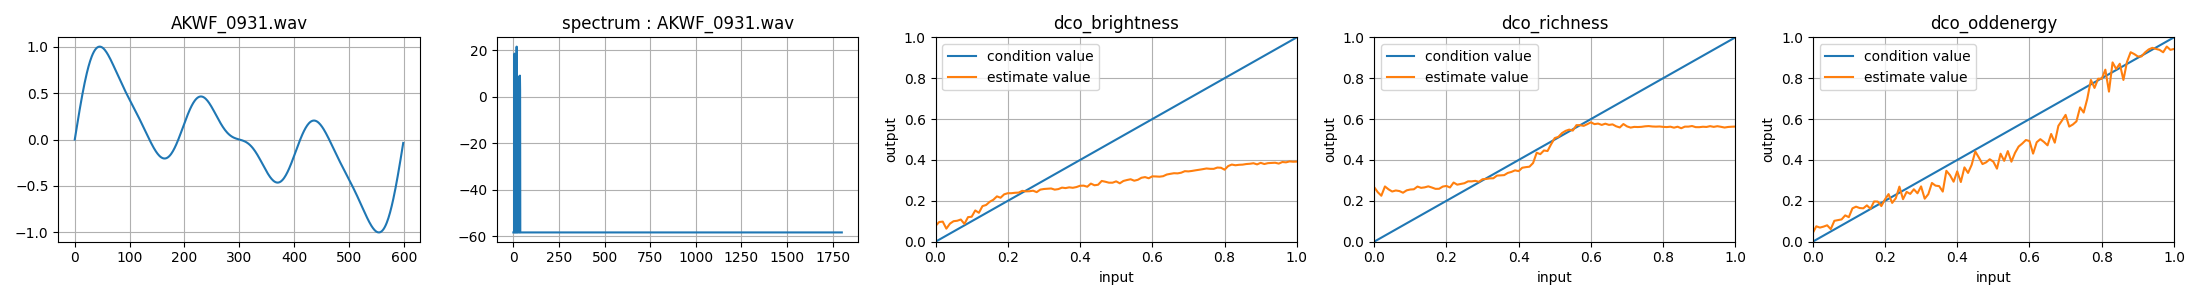 AKWF_0931.wav
1.0
0.5
0.0
−0.5
−1.0
0 100 200 300 400 500 600
spectrum : AKWF_0931.wav
20
0
−20
−40
−60
0 250 500 750 1000 1250 1500 1750
dco_brightness
condition value
estimate value
output
1.0
0.8
0.6
0.4
0.2
0.0
0.0 0.2 0.4 0.6 0.8 1.0
input
dco_richness
condition value
estimate value
output
1.0
0.8
0.6
0.4
0.2
0.0
0.0 0.2 0.4 0.6 0.8 1.0
input
dco_oddenergy
condition value
estimate value
output
1.0
0.8
0.6
0.4
0.2
0.0
0.0 0.2 0.4 0.6 0.8 1.0
input